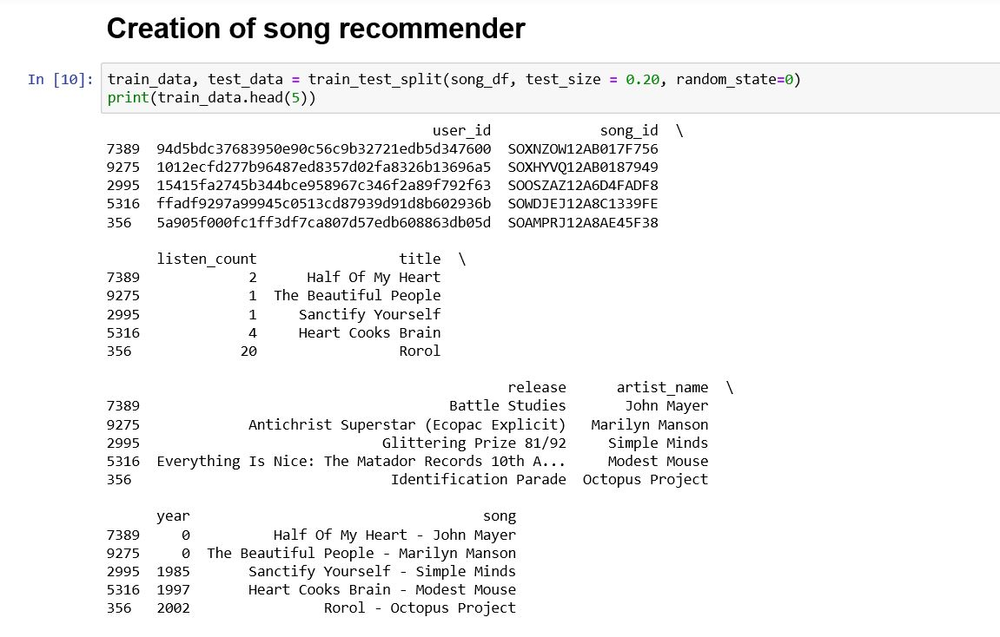 Creation of song recommender
In [10]: train_data, test_data = train_test_split(song_df, test_size = 0.20, random_state=0)
print(train_data.head(5))
user_id song_id \
7389 94d5bdc37683950e90c56c9b32721edb5d347600 SOXNZOW12AB017F756
9275 1012ecfd277b96487ed8357d02fa8326b13696a5 SOXHYVQ12AB0187949
2995 15415fa2745b344bce958967c346f2a89f792f63 SOOSZAZ12A6D4FADF8
5316 ffadf9297a99945c0513cd87939d91d8b602936b SOWDJEJ12A8C1339FE
356 5a905f000fc1ff3df7ca807d57edb608863db05d SOAMPRJ12A8AE45F38
listen_count title \
7389 2 Half Of My Heart
9275 1 The Beautiful People
2995 1 Sanctify Yourself
5316 4 Heart Cooks Brain
356 20 Rorol
release artist_name \
7389 Battle Studies John Mayer
9275 Antichrist Superstar (Ecopac Explicit) Marilyn Manson
2995 Glittering Prize 81/92 Simple Minds
5316 Everything Is Nice: The Matador Records 10th A... Modest Mouse
356 Identification Parade Octopus Project
year song
7389 0 Half Of My Heart - John Mayer
9275 0 The Beautiful People - Marilyn Manson
2995 1985 Sanctify Yourself - Simple Minds
5316 1997 Heart Cooks Brain - Modest Mouse
356 2002 Rorol - Octopus Project